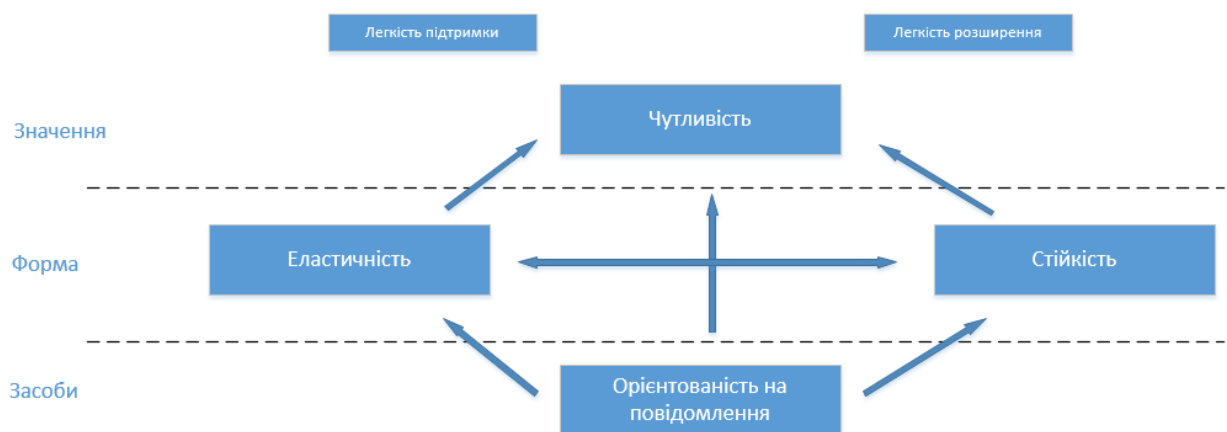 Легкість підтримки
Легкість розширення
Значення
Чутливість
Форма
Еластичність
Стійкість
Засоби
Орієнтованість на
повідомлення